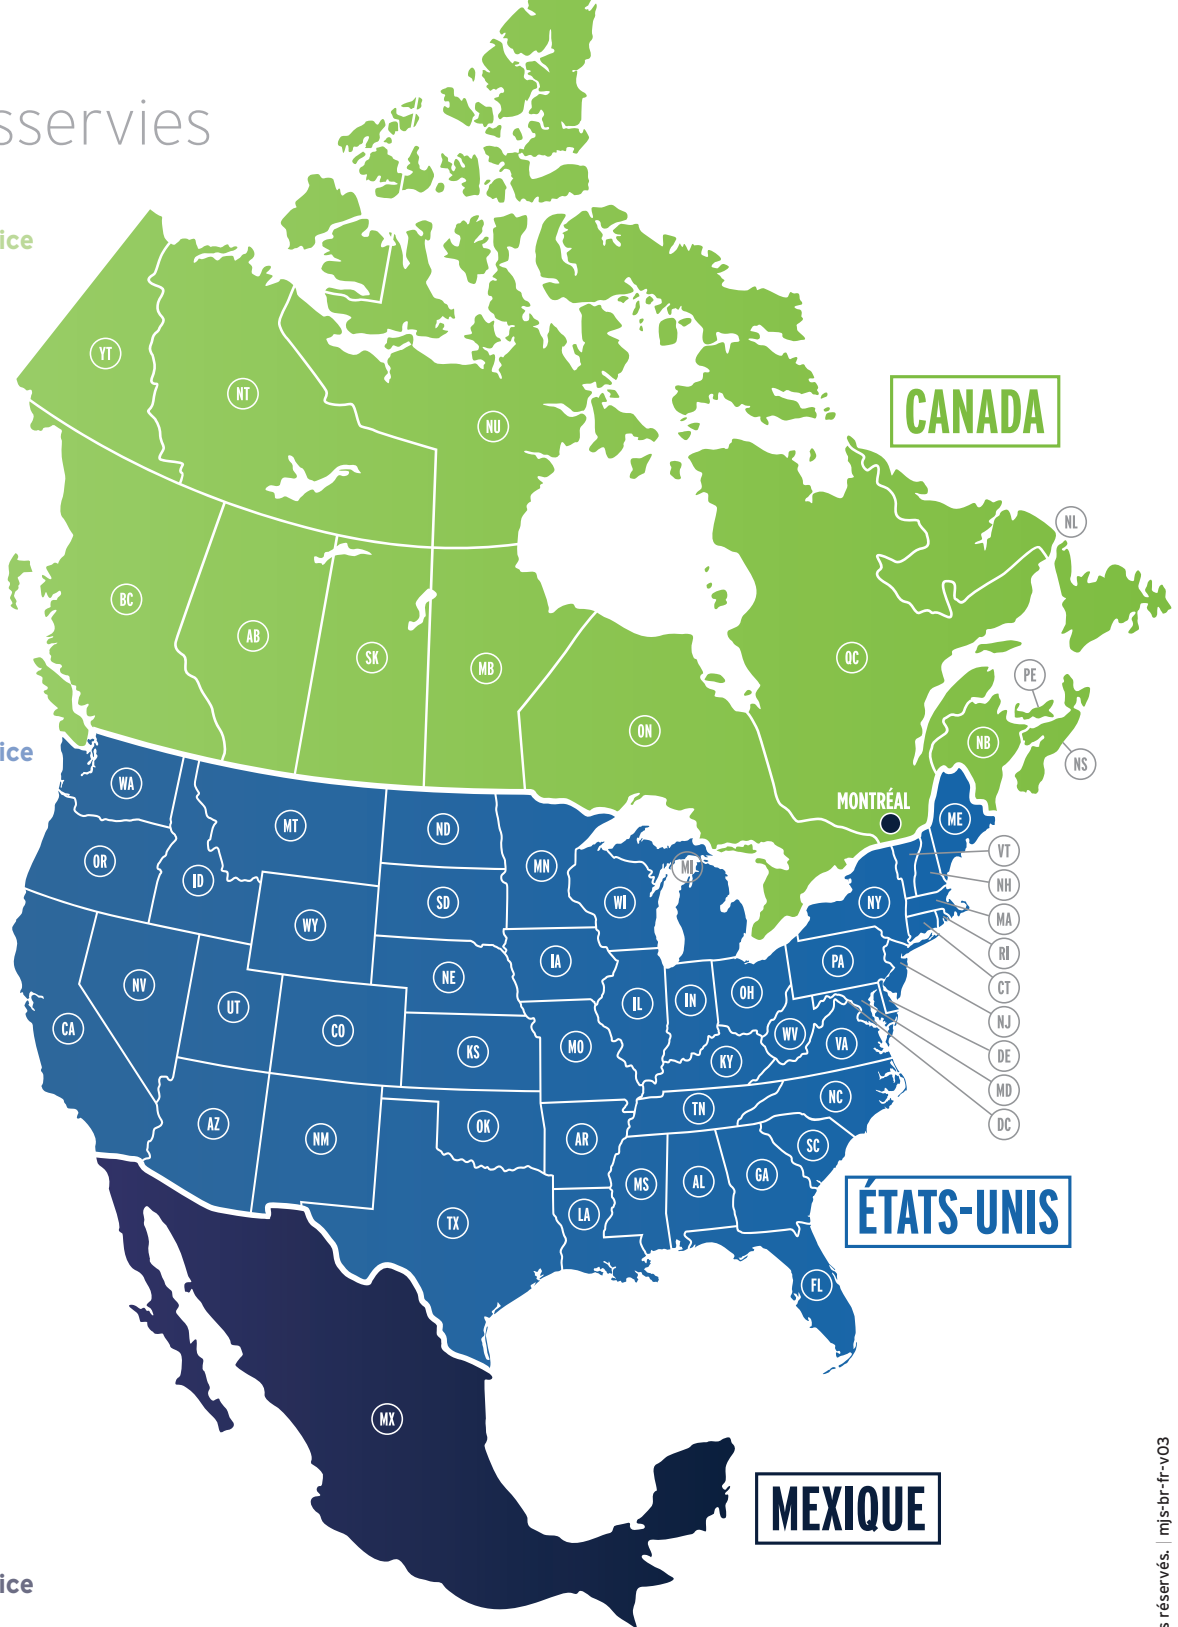 sservies
ice
YT
NT
NU
CANADA
NL
BC
AB
SK
MB
ON
QC
PE
NB
NS
ice
MONTRÉAL
WA
MT
ND
MN
OR
ID
WY
SD
WI
MI
NY
ME
VT
NH
MA
RI
CT
NJ
DE
MD
DC
CA
NV
UT
CO
NE
KS
IA
MO
IL
IN
OH
PA
WV
VA
KY
NC
TN
SC
AZ
NM
OK
AR
TX
LA
MS
AL
GA
FL
ÉTATS-UNIS
MX
MEXIQUE
ice
s réservés. | mjs-br-fr-v03